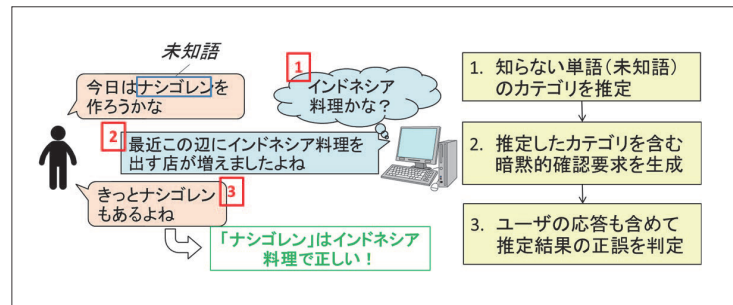 未知語
今日はナシゴレンを
作ろうかな
1
インドネシア
料理かな？
2
最近この辺にインドネシア料理を
出す店が増えましたよね
3
きっとナシゴレン
もあるよね
「ナシゴレン」はインドネシア
料理で正しい！
1. 知らない単語（未知語）
のカテゴリを推定
2. 推定したカテゴリを含む
暗黙的確認要求を生成
3. ユーザの応答も含めて
推定結果の正誤を判定